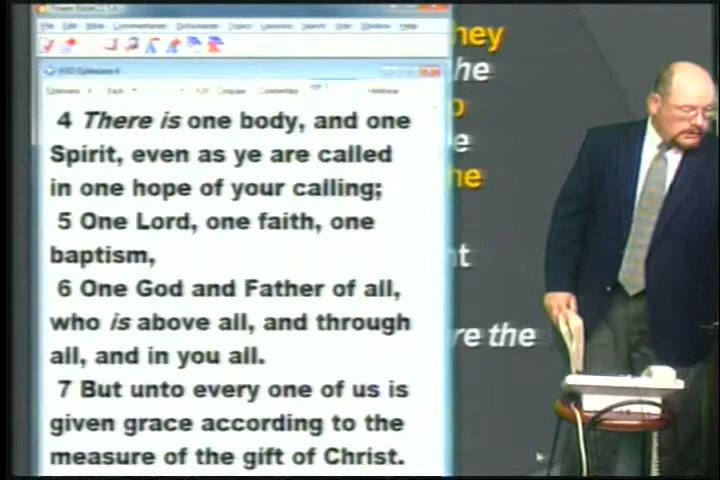 4 There is one body, and one
Spirit, even as ye are called
in one hope of your calling;
5 One Lord, one faith, one
baptism,
6 One God and Father of all,
who is above all, and through
all, and in you all.
7 But unto every one of us is
given grace according to the
measure of the gift of Christ.
hey
he
o
e
he
nt
re the